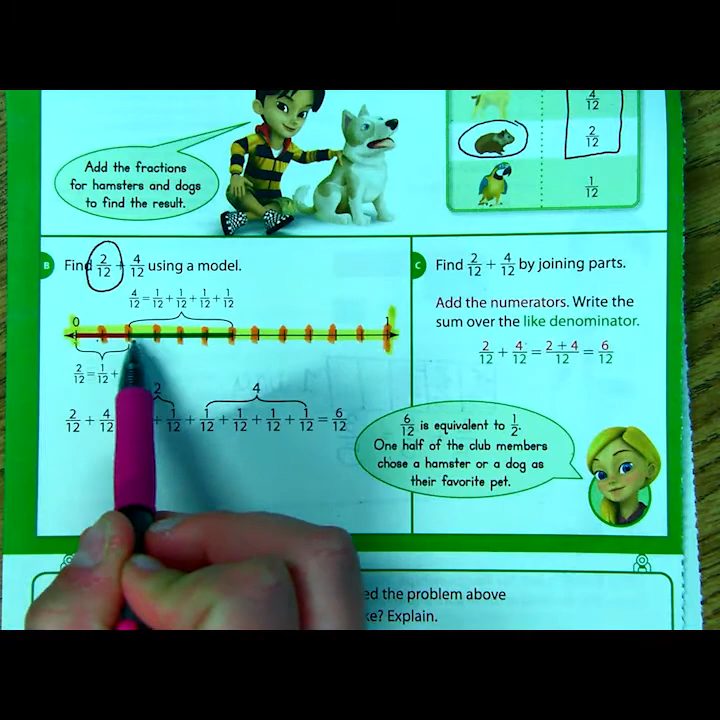 4/12
2/12
1/12
Add the fractions
for hamsters and dogs
to find the result.
B Find 2/12 + 4/12 using a model.
4/12 = 1/12 + 1/12 + 1/12 + 1/12
0 1
2/12 = 1/12 +
2 4
2/12 + 4/12 + 1/12 + 1/12 + 1/12 + 1/12 + 1/12 = 6/12
C Find 2/12 + 4/12 by joining parts.
Add the numerators. Write the
sum over the like denominator.
2/12 + 4/12 = 2 + 4/12 = 6/12
6/12 is equivalent to 1/2.
One half of the club members
chose a hamster or a dog as
their favorite pet.
ed the problem above
ke? Explain.